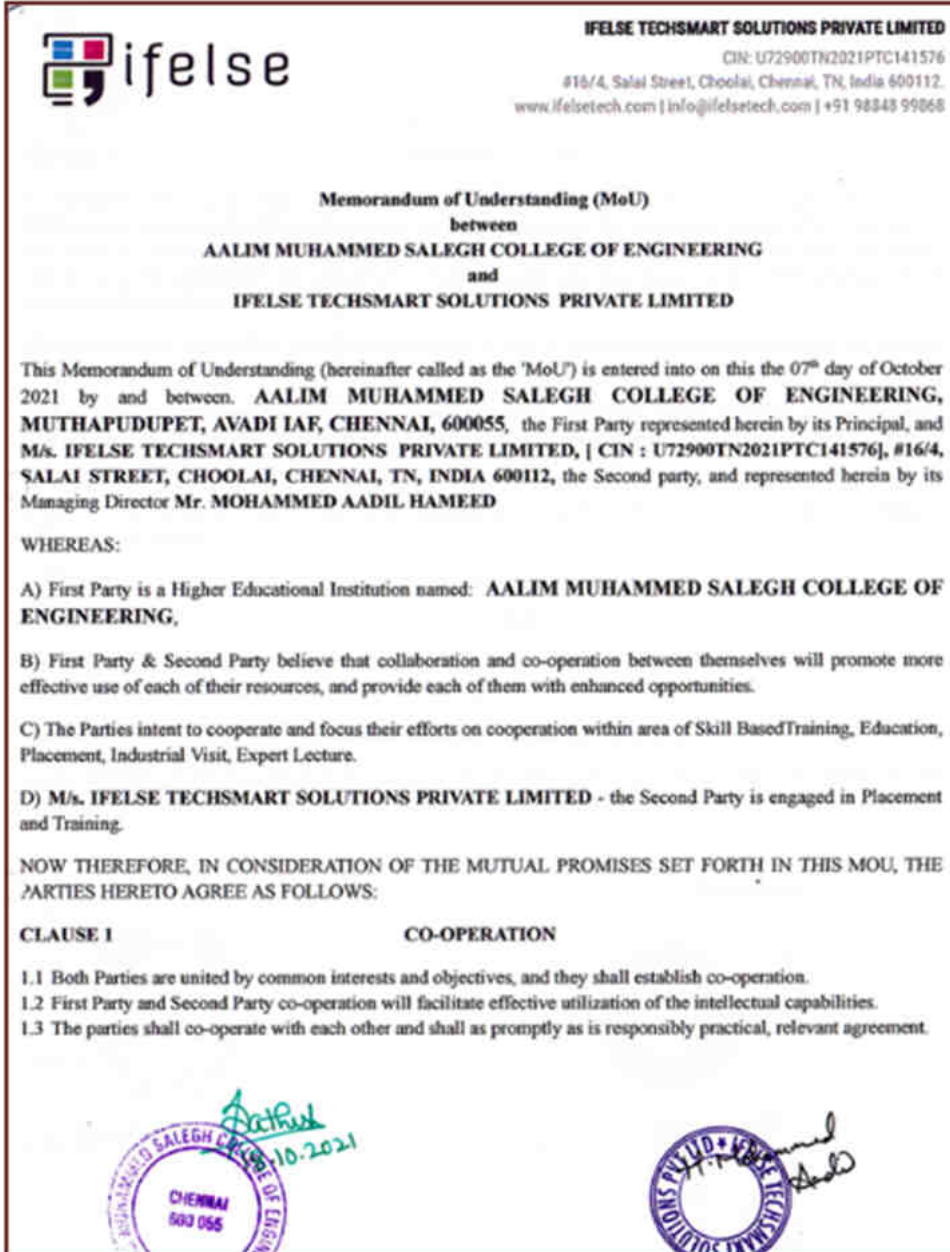 ifelse
IFELSE TECHSMART SOLUTIONS PRIVATE LIMITED
CIN: U72900TN2021PTC141576
#16/4, Salai Street, Choolai, Chennai, TN, India 600112.
www.ifelsetech.com | info@ifelsetech.com | +91 98848 99868
Memorandum of Understanding (MoU)
between
AALIM MUHAMMED SALEGH COLLEGE OF ENGINEERING
and
IFELSE TECHSMART SOLUTIONS PRIVATE LIMITED
This Memorandum of Understanding (hereinafter called as the 'MoU') is entered into on this the 07th day of October
2021 by and between. AALIM MUHAMMED SALEGH COLLEGE OF ENGINEERING,
MUTHAPUDUPET, AVADI IAF, CHENNAI, 600055, the First Party represented herein by its Principal, and
M/s. IFELSE TECHSMART SOLUTIONS PRIVATE LIMITED, [ CIN : U72900TN2021PTC141576], #16/4,
SALAI STREET, CHOOLAI, CHENNAI, TN, INDIA 600112, the Second party, and represented herein by its
Managing Director Mr. MOHAMMED AADIL HAMEED
WHEREAS:
A) First Party is a Higher Educational Institution named: AALIM MUHAMMED SALEGH COLLEGE OF
ENGINEERING,
B) First Party & Second Party believe that collaboration and co-operation between themselves will promote more
effective use of each of their resources, and provide each of them with enhanced opportunities.
C) The Parties intent to cooperate and focus their efforts on cooperation within area of Skill BasedTraining, Education,
Placement, Industrial Visit, Expert Lecture.
D) M/s. IFELSE TECHSMART SOLUTIONS PRIVATE LIMITED - the Second Party is engaged in Placement
and Training.
NOW THEREFORE, IN CONSIDERATION OF THE MUTUAL PROMISES SET FORTH IN THIS MOU, THE
PARTIES HERETO AGREE AS FOLLOWS:
CLAUSE 1 CO-OPERATION
1.1 Both Parties are united by common interests and objectives, and they shall establish co-operation.
1.2 First Party and Second Party co-operation will facilitate effective utilization of the intellectual capabilities.
1.3 The parties shall co-operate with each other and shall as promptly as is responsibly practical, relevant agreement.
.10.2021
SALEGH COLLEGE OF
CHENNAI
600 055
SOLUTIONS PVT LTD * IFELSE TECHSMART